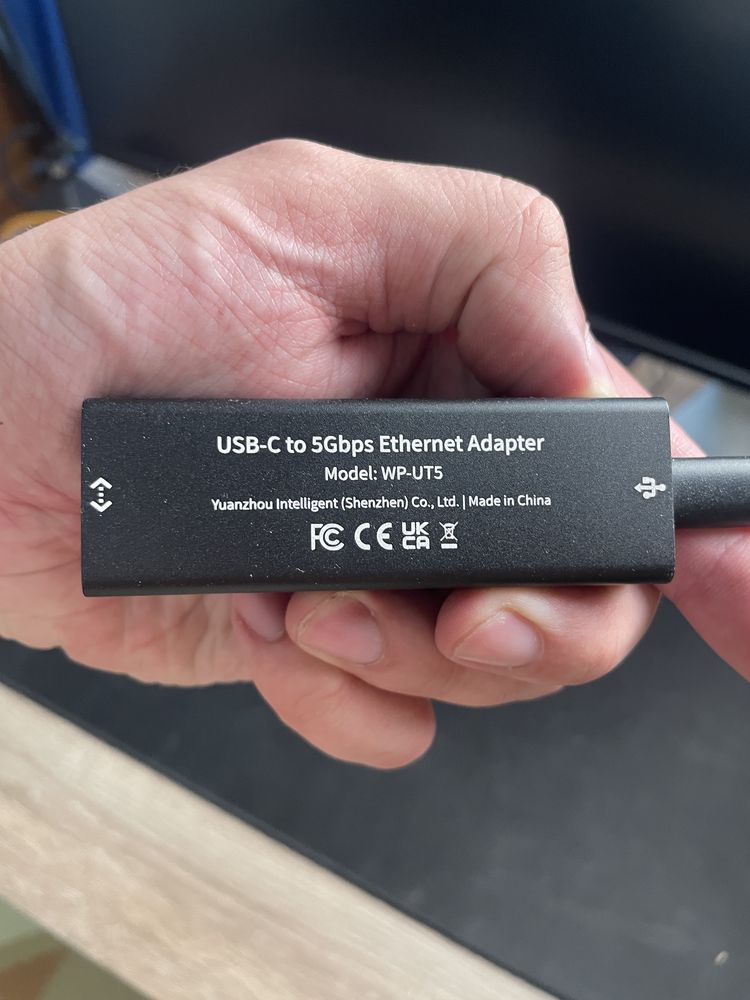 USB-C to 5Gbps Ethernet Adapter
Model: WP-UT5
Yuanzhou Intelligent (Shenzhen) Co., Ltd. | Made in China
FC CE UK CA